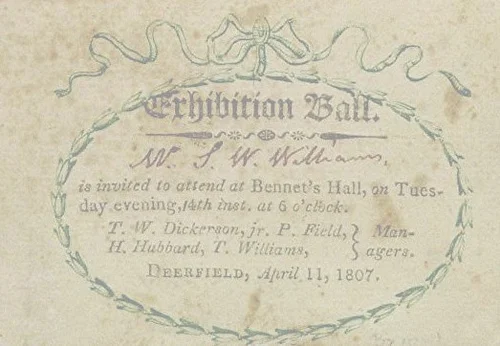 Exhibition Ball.
Mr. S. W. Williams,
is invited to attend at Bennet's Hall, on Tues-
day evening, 14th inst. at 6 o'clock.
T. W. Dickerson, jr. P. Field, } Man-
H. Hubbard, T. Williams, } agers.
DEERFIELD, April 11, 1807.